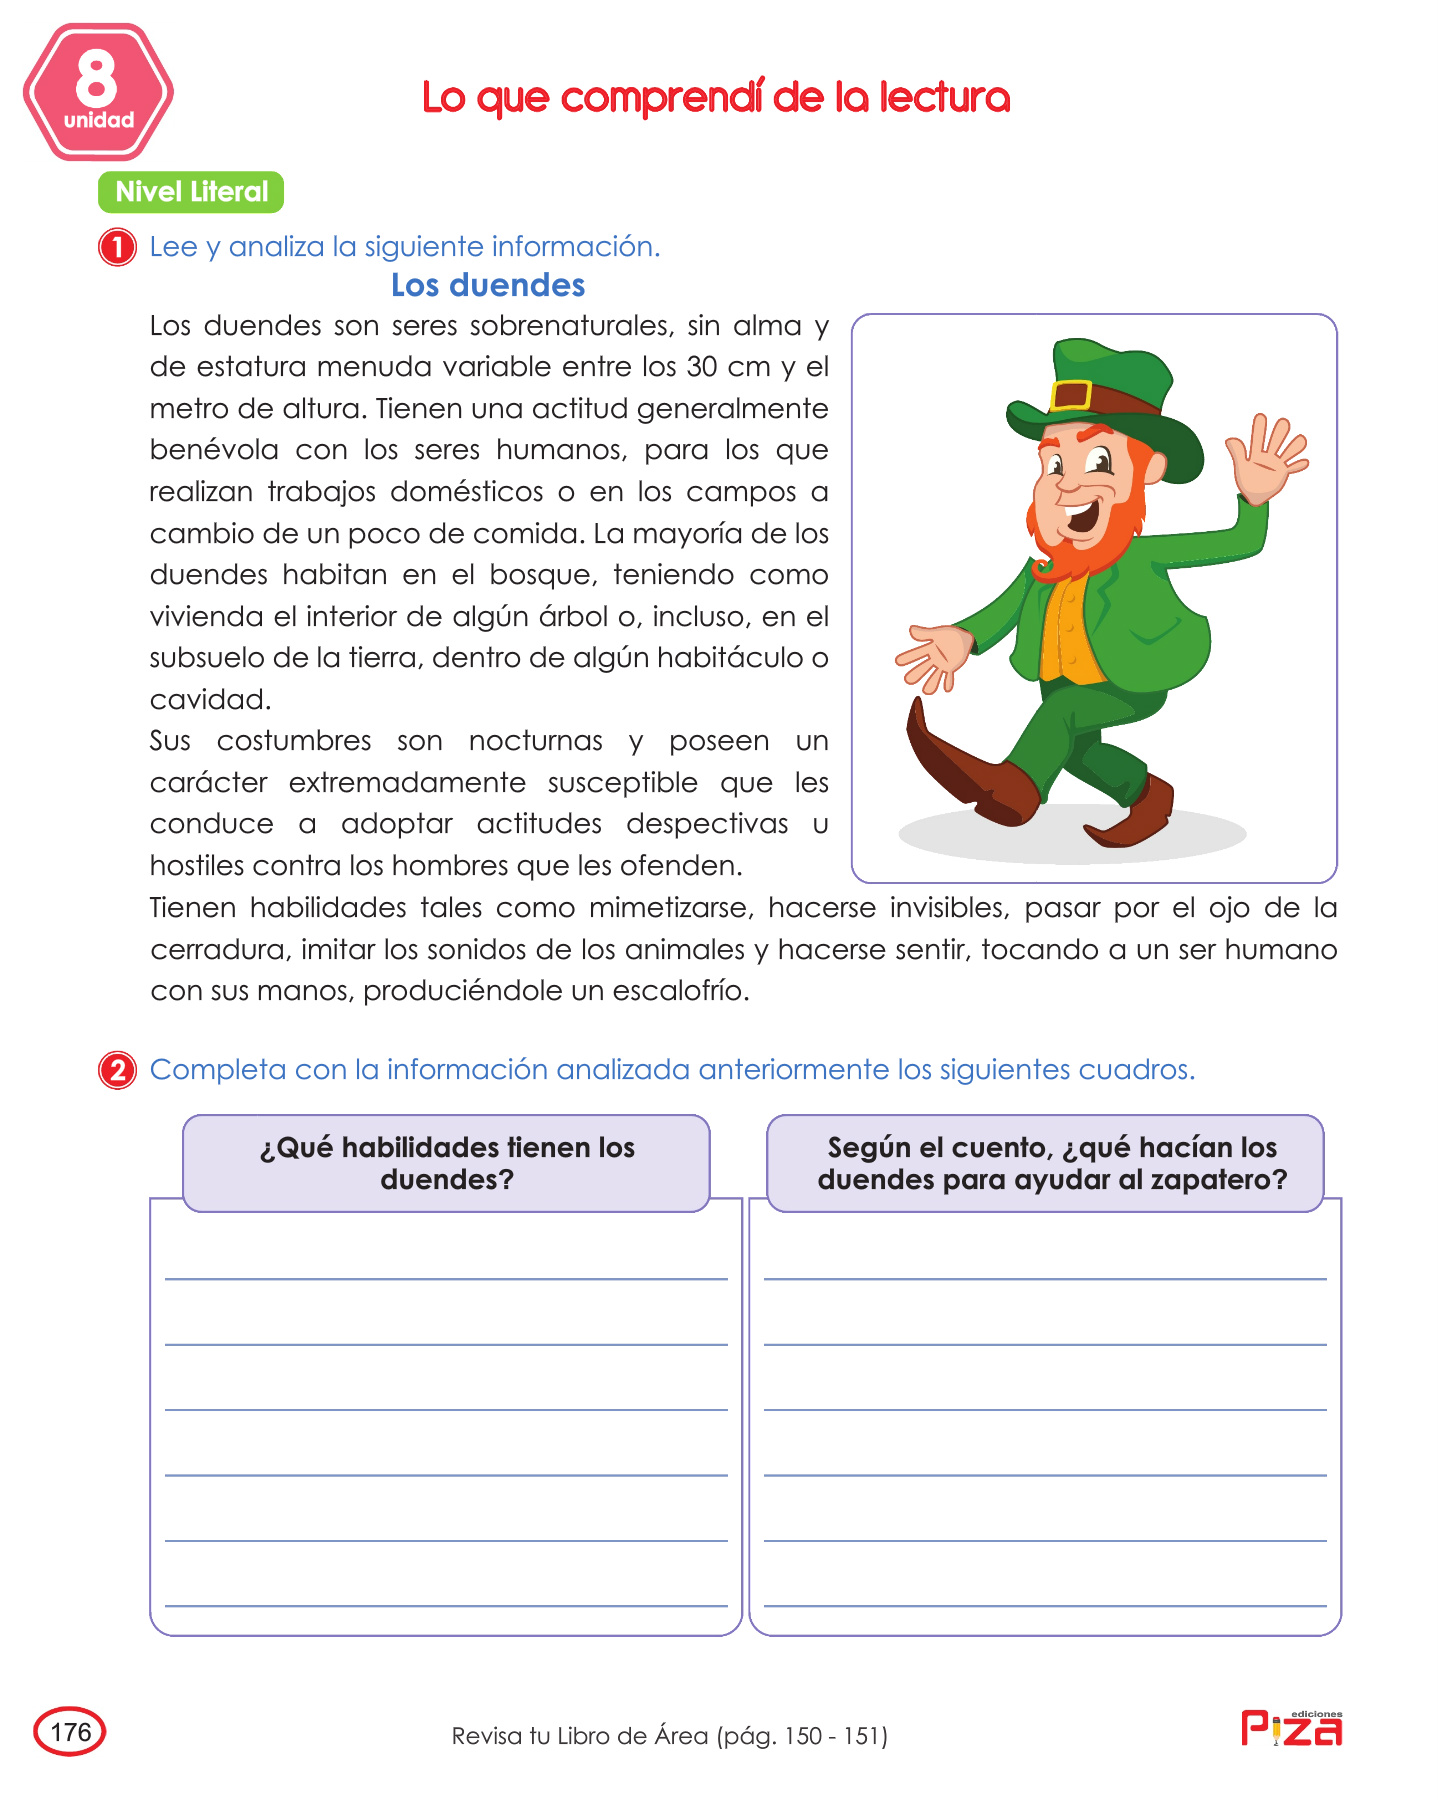 8
unidad
Lo que comprendí de la lectura
Nivel Literal
1 Lee y analiza la siguiente información.
Los duendes
Los duendes son seres sobrenaturales, sin alma y
de estatura menuda variable entre los 30 cm y el
metro de altura. Tienen una actitud generalmente
benévola con los seres humanos, para los que
realizan trabajos domésticos o en los campos a
cambio de un poco de comida. La mayoría de los
duendes habitan en el bosque, teniendo como
vivienda el interior de algún árbol o, incluso, en el
subsuelo de la tierra, dentro de algún habitáculo o
cavidad.
Sus costumbres son nocturnas y poseen un
carácter extremadamente susceptible que les
conduce a adoptar actitudes despectivas u
hostiles contra los hombres que les ofenden.
Tienen habilidades tales como mimetizarse, hacerse invisibles, pasar por el ojo de la
cerradura, imitar los sonidos de los animales y hacerse sentir, tocando a un ser humano
con sus manos, produciéndole un escalofrío.
2 Completa con la información analizada anteriormente los siguientes cuadros.
¿Qué habilidades tienen los
duendes?
Según el cuento, ¿qué hacían los
duendes para ayudar al zapatero?
176
Revisa tu Libro de Área (pág. 150 - 151)
ediciones
Piza